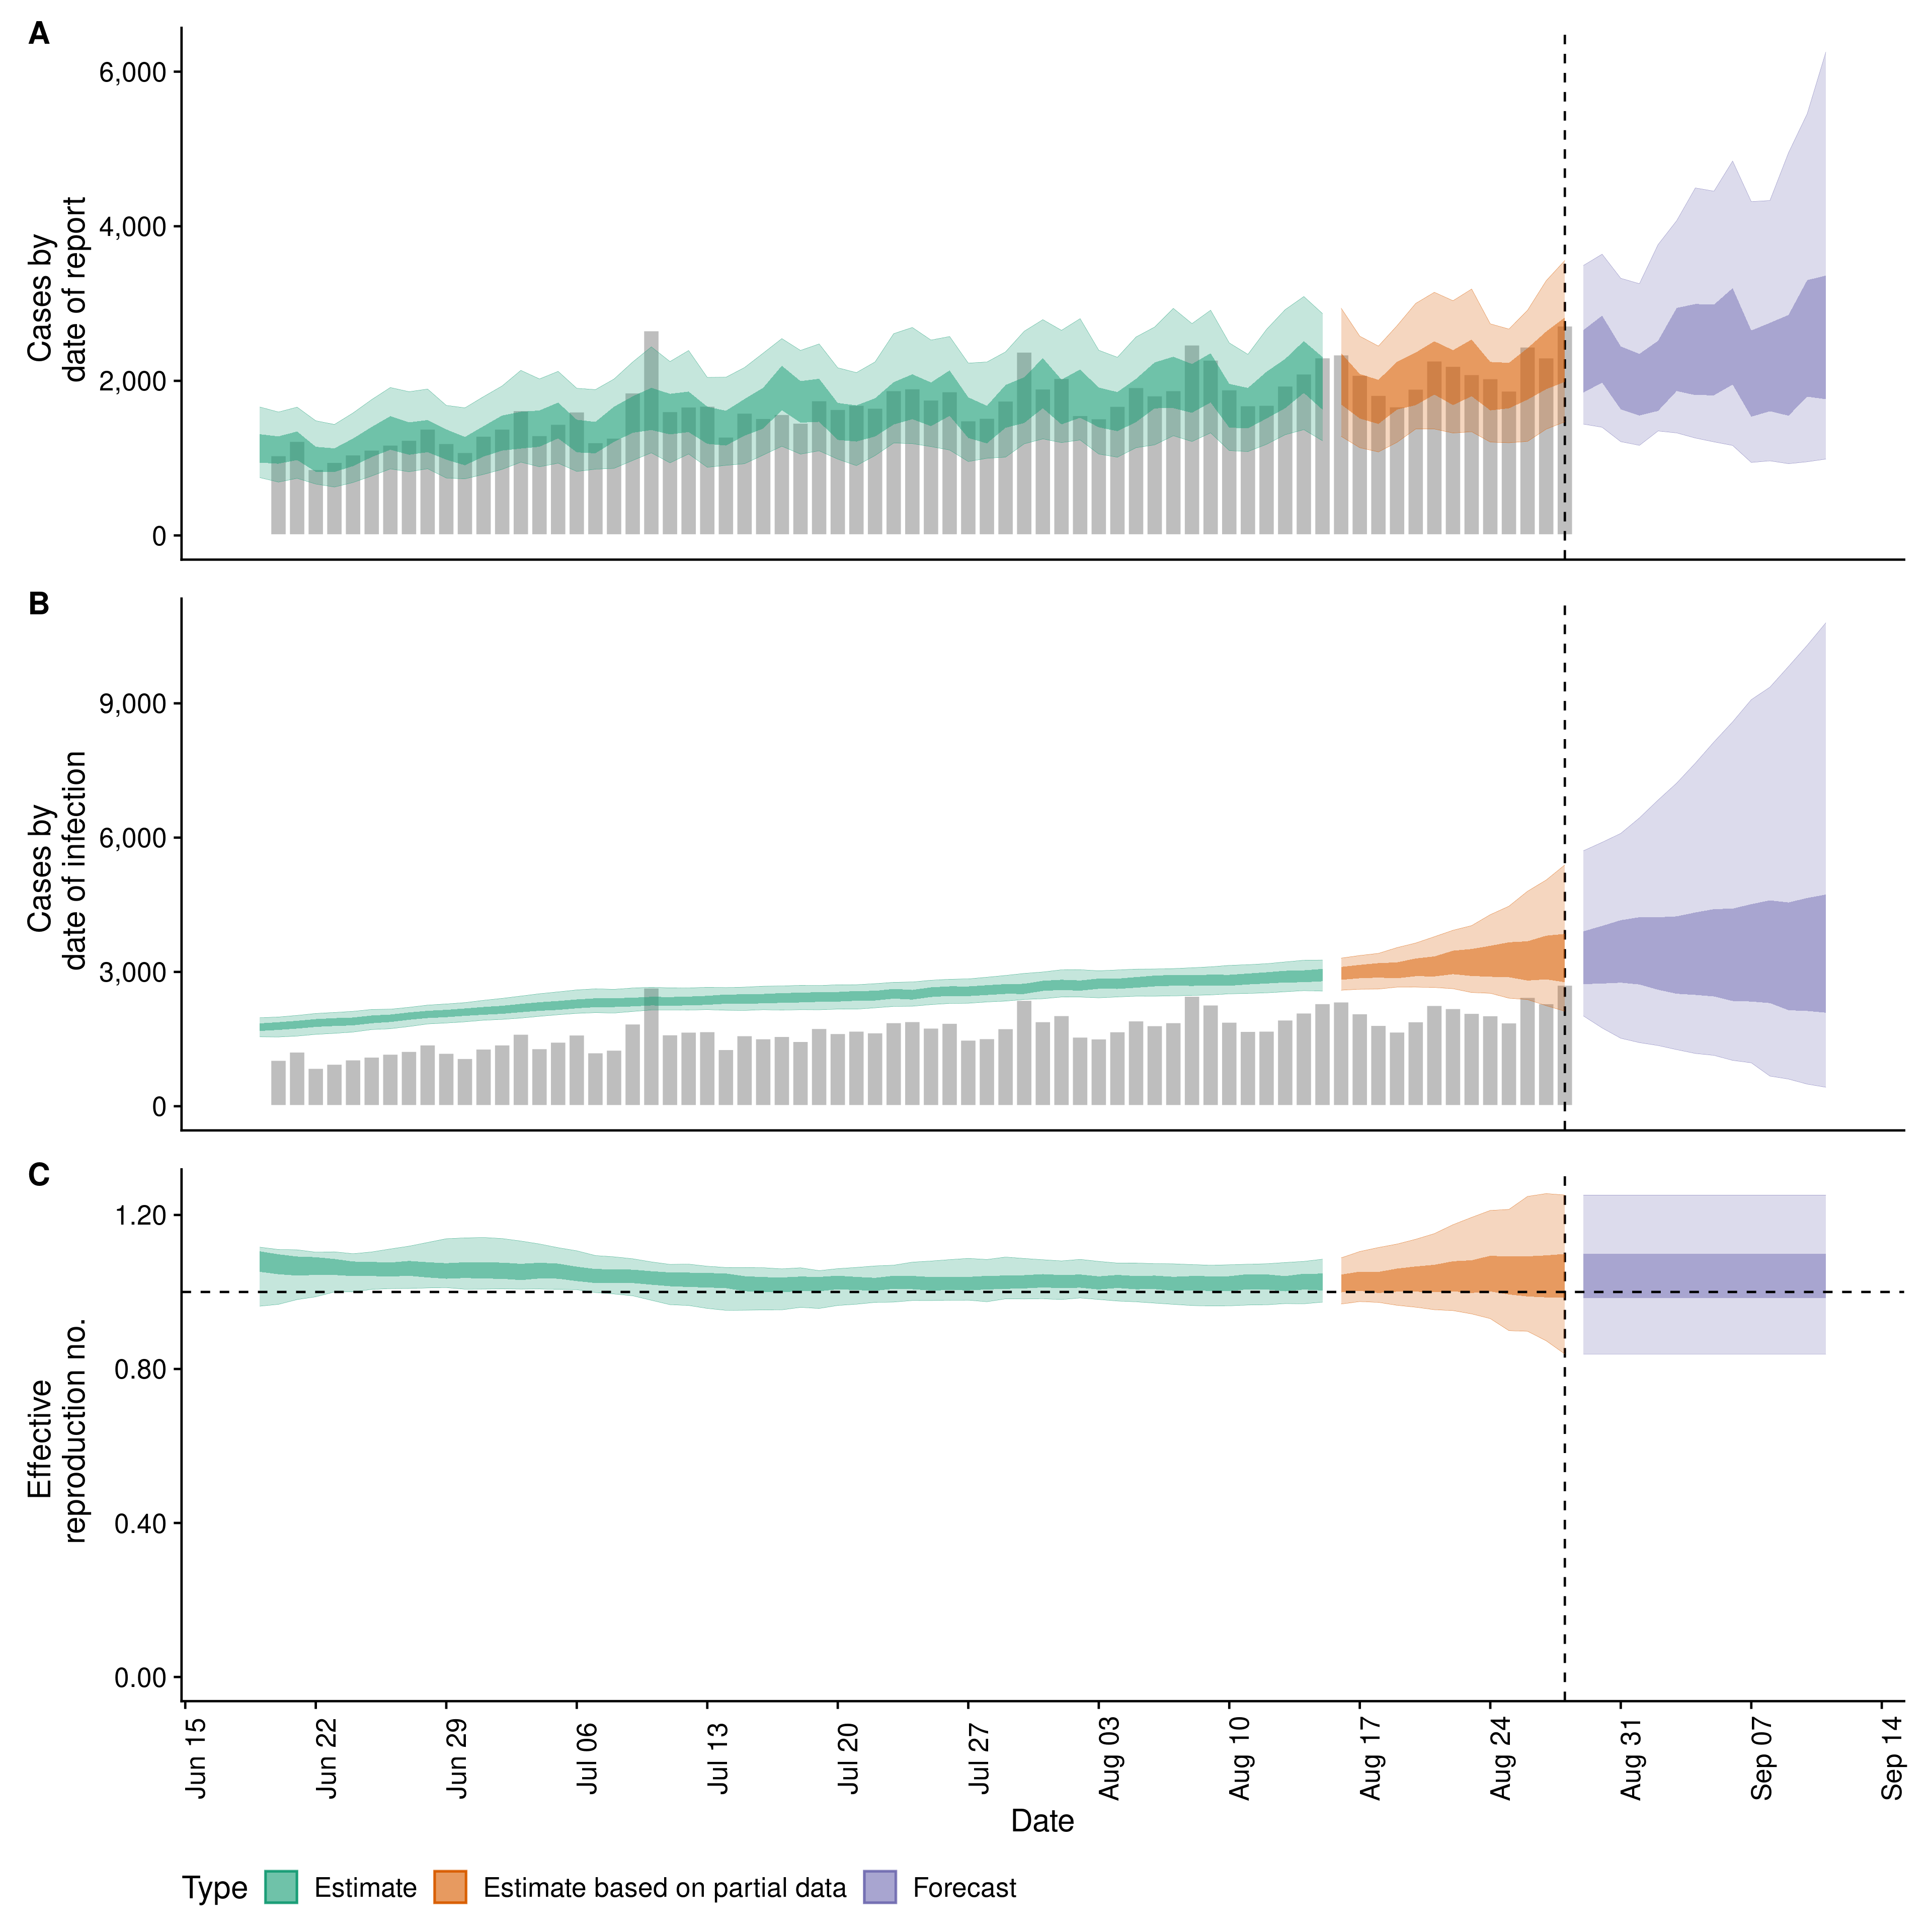 A
6,000
4,000
2,000
0
Cases by
date of report
B
9,000
6,000
3,000
0
Cases by
date of infection
C
1.20
0.80
0.40
0.00
Effective
reproduction no.
Jun 15
Jun 22
Jun 29
Jul 06
Jul 13
Jul 20
Jul 27
Aug 03
Aug 10
Aug 17
Aug 24
Aug 31
Sep 07
Sep 14
Date
Type Estimate Estimate based on partial data Forecast